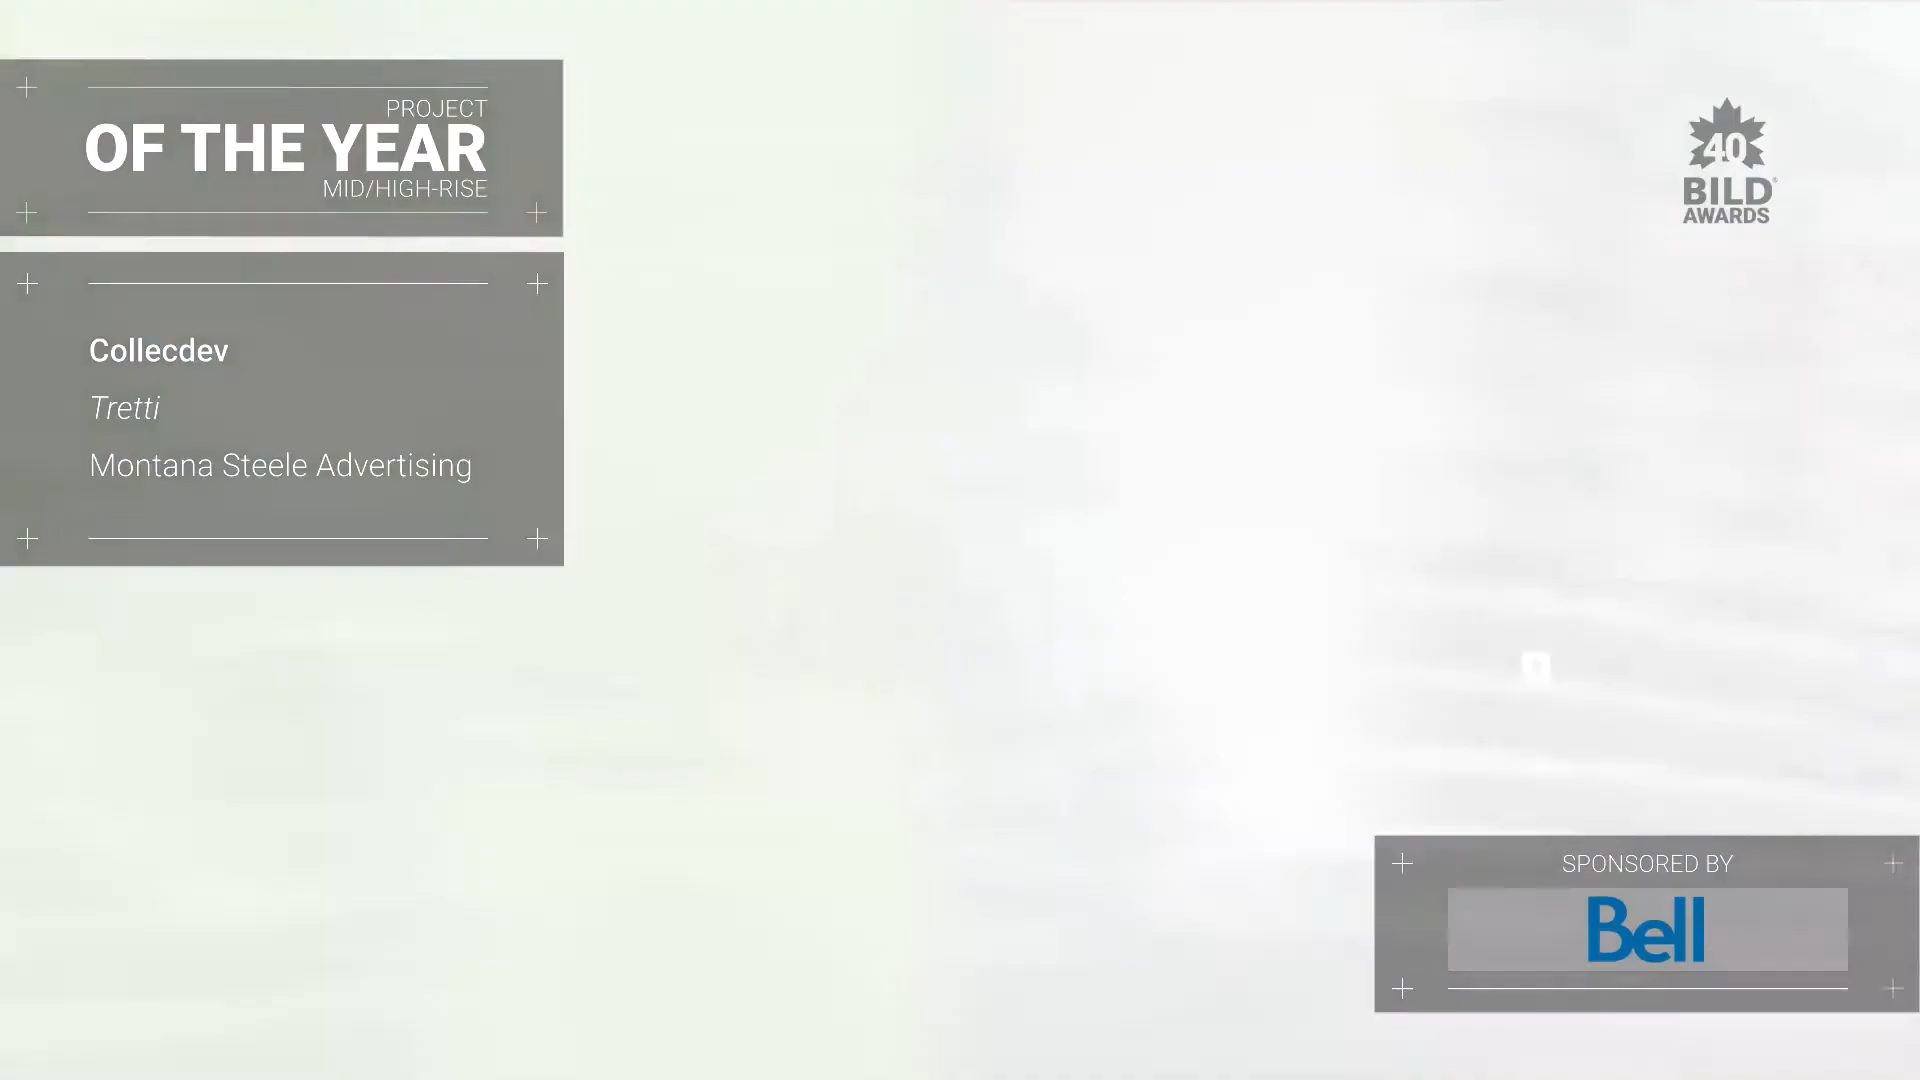 PROJECT
OF THE YEAR
MID/HIGH-RISE
Collecdev
Tretti
Montana Steele Advertising
40
BILD
AWARDS
SPONSORED BY
Bell